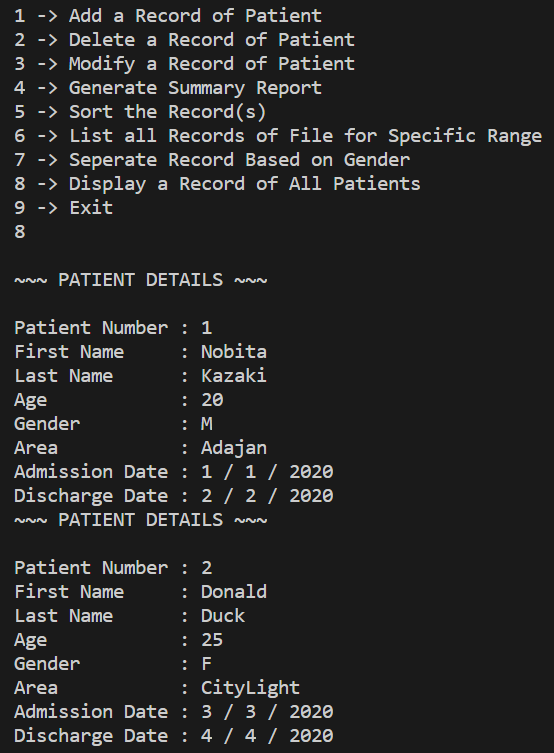 1 -> Add a Record of Patient
2 -> Delete a Record of Patient
3 -> Modify a Record of Patient
4 -> Generate Summary Report
5 -> Sort the Record(s)
6 -> List all Records of File for Specific Range
7 -> Seperate Record Based on Gender
8 -> Display a Record of All Patients
9 -> Exit
8
~~~ PATIENT DETAILS ~~~
Patient Number : 1
First Name     : Nobita
Last Name      : Kazaki
Age            : 20
Gender         : M
Area           : Adajan
Admission Date : 1 / 1 / 2020
Discharge Date : 2 / 2 / 2020
~~~ PATIENT DETAILS ~~~
Patient Number : 2
First Name     : Donald
Last Name      : Duck
Age            : 25
Gender         : F
Area           : CityLight
Admission Date : 3 / 3 / 2020
Discharge Date : 4 / 4 / 2020